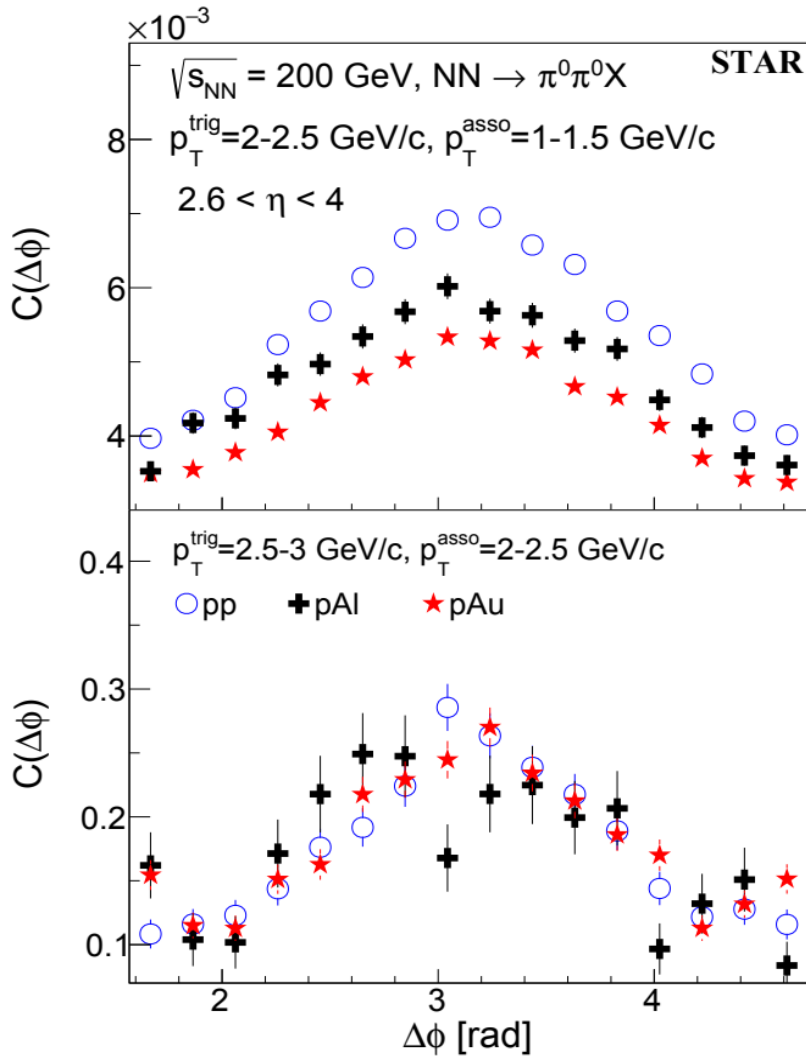 ×10⁻³
√s_NN = 200 GeV, NN → π⁰π⁰X
STAR
p_T^trig=2-2.5 GeV/c, p_T^asso=1-1.5 GeV/c
2.6 < η < 4
8
6
4
C(Δϕ)
p_T^trig=2.5-3 GeV/c, p_T^asso=2-2.5 GeV/c
pp pAl pAu
0.4
0.3
0.2
0.1
C(Δϕ)
2 3 4
Δϕ [rad]